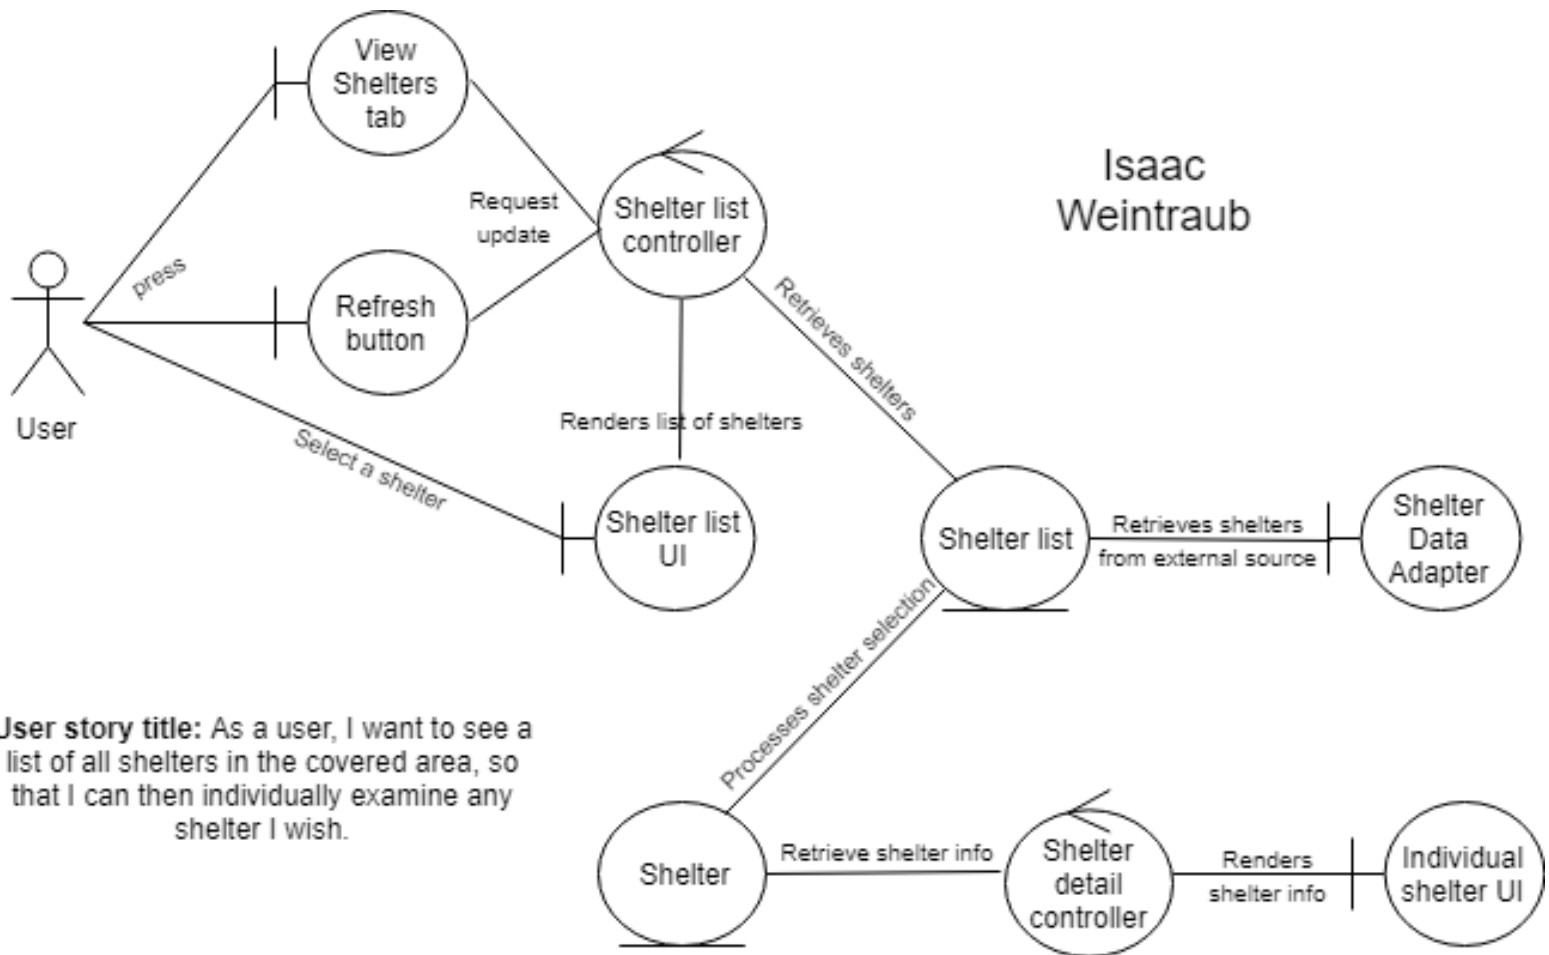 View
Shelters
tab
Isaac
Weintraub
Request
update
Shelter list
controller
press
Refresh
button
Retrieves shelters
User
Select a shelter
Renders list of shelters
Shelter list
UI
Shelter list
Retrieves shelters
from external source
Shelter
Data
Adapter
Processes shelter selection
User story title: As a user, I want to see a
list of all shelters in the covered area, so
that I can then individually examine any
shelter I wish.
Shelter
Retrieve shelter info
Shelter
detail
controller
Renders
shelter info
Individual
shelter UI